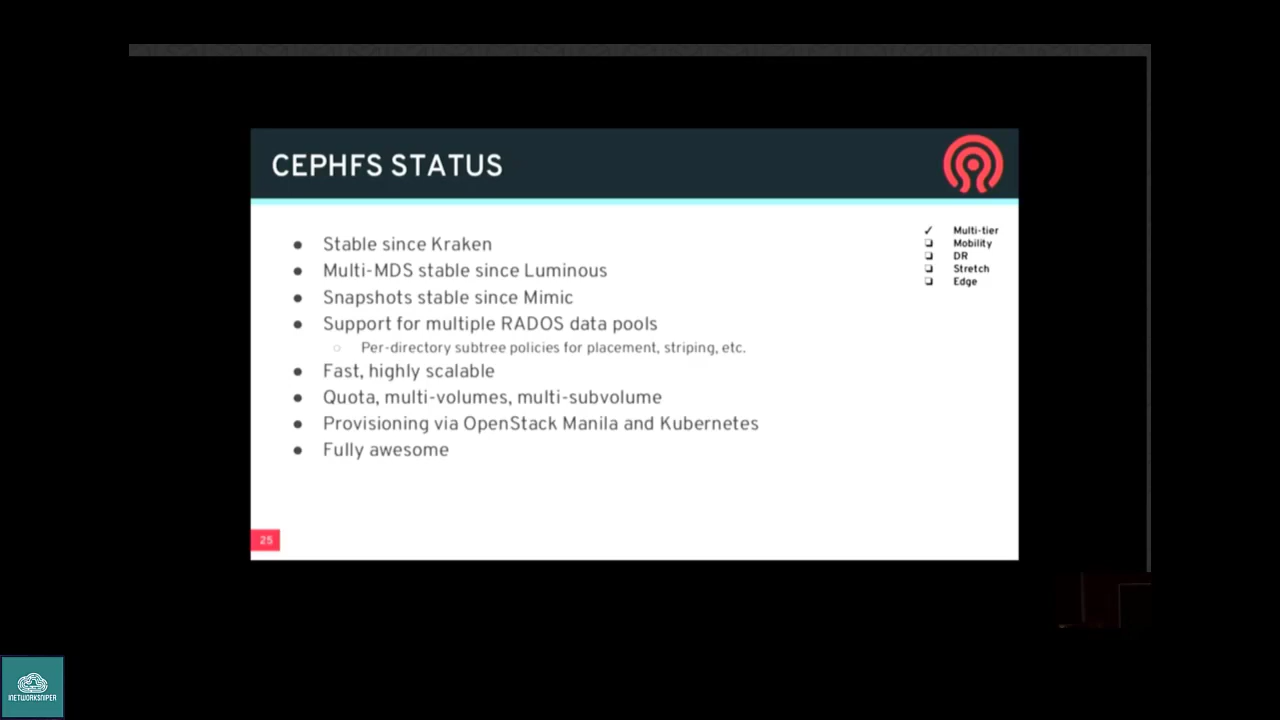 CEPHFS STATUS
✓ Multi-tier
❏ Mobility
❏ DR
❏ Stretch
❏ Edge
● Stable since Kraken
● Multi-MDS stable since Luminous
● Snapshots stable since Mimic
● Support for multiple RADOS data pools
○ Per-directory subtree policies for placement, striping, etc.
● Fast, highly scalable
● Quota, multi-volumes, multi-subvolume
● Provisioning via OpenStack Manila and Kubernetes
● Fully awesome
25
INETWORKSNIPER